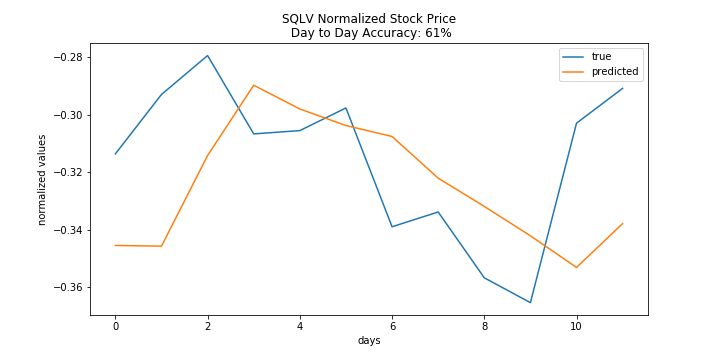 SQLV Normalized Stock Price
Day to Day Accuracy: 61%
true
predicted
normalized values
−0.28
−0.30
−0.32
−0.34
−0.36
0
2
4
6
8
10
days